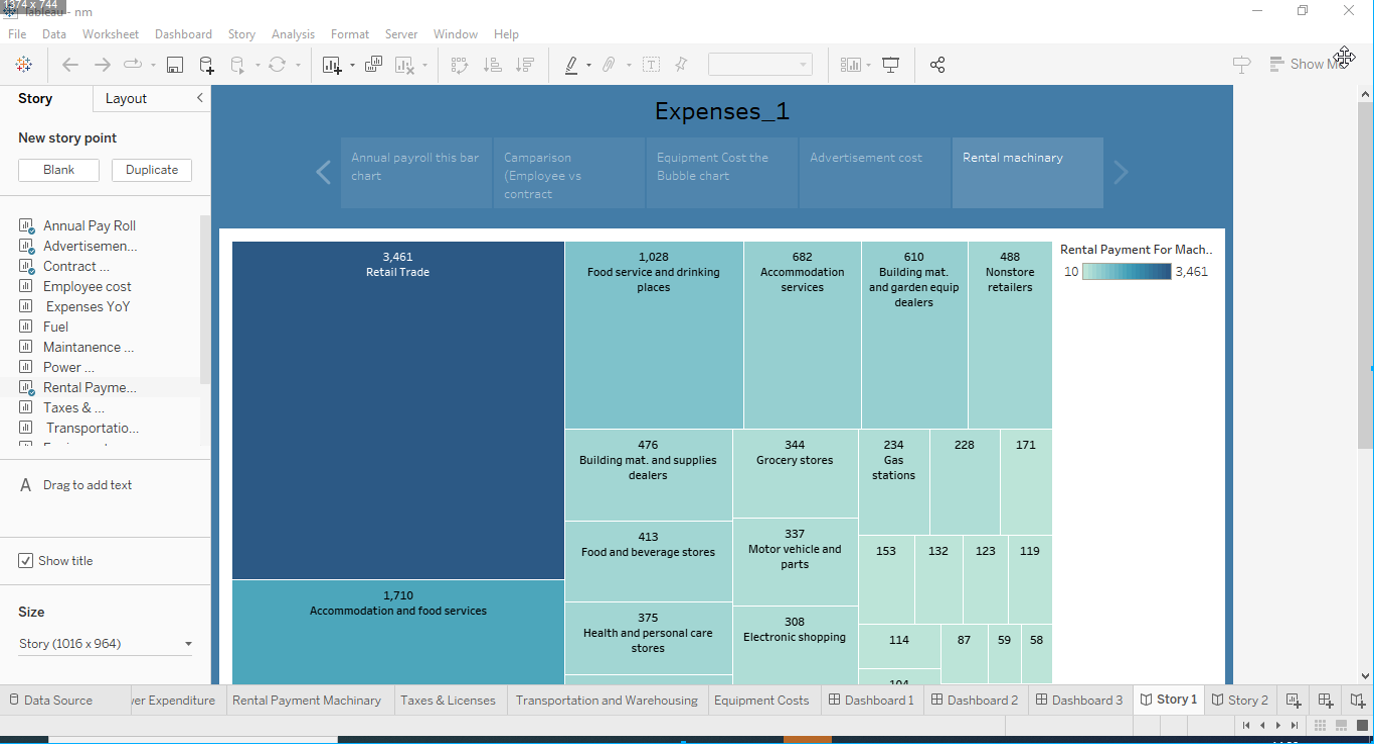 1374 x 744
Tableau - nm
File Data Worksheet Dashboard Story Analysis Format Server Window Help
Show Me
Story Layout
New story point
Blank Duplicate
Annual Pay Roll
Advertisemen...
Contract ...
Employee cost
Expenses YoY
Fuel
Maintanence ...
Power ...
Rental Payme...
Taxes & ...
Transportatio...
A Drag to add text
Show title
Size
Story (1016 x 964)
Expenses_1
Annual payroll this bar
chart
Camparison
(Employee vs
contract
Equipment Cost the
Bubble chart
Advertisement cost
Rental machinary
3,461
Retail Trade
1,710
Accommodation and food services
1,028
Food service and drinking
places
682
Accommodation
services
610
Building mat.
and garden equip
dealers
488
Nonstore
retailers
476
Building mat. and supplies
dealers
413
Food and beverage stores
375
Health and personal care
stores
344
Grocery stores
337
Motor vehicle and
parts
308
Electronic shopping
234
Gas
stations
228
171
153
132
123
119
114
87
59
58
104
Rental Payment For Mach..
10 3,461
Data Source
ver Expenditure
Rental Payment Machinary
Taxes & Licenses
Transportation and Warehousing
Equipment Costs
Dashboard 1
Dashboard 2
Dashboard 3
Story 1
Story 2